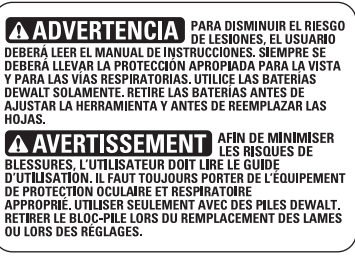 ADVERTENCIA PARA DISMINUIR EL RIESGO
DE LESIONES, EL USUARIO
DEBERÁ LEER EL MANUAL DE INSTRUCCIONES. SIEMPRE SE
DEBERÁ LLEVAR LA PROTECCIÓN APROPIADA PARA LA VISTA
Y PARA LAS VÍAS RESPIRATORIAS. UTILICE LAS BATERÍAS
DEWALT SOLAMENTE. RETIRE LAS BATERÍAS ANTES DE
AJUSTAR LA HERRAMIENTA Y ANTES DE REEMPLAZAR LAS
HOJAS.
AVERTISSEMENT AFIN DE MINIMISER
LES RISQUES DE
BLESSURES, L'UTILISATEUR DOIT LIRE LE GUIDE
D'UTILISATION. IL FAUT TOUJOURS PORTER DE L'ÉQUIPEMENT
DE PROTECTION OCULAIRE ET RESPIRATOIRE
APPROPRIÉ. UTILISER SEULEMENT AVEC DES PILES DEWALT.
RETIRER LE BLOC-PILE LORS DU REMPLACEMENT DES LAMES
OU LORS DES RÉGLAGES.